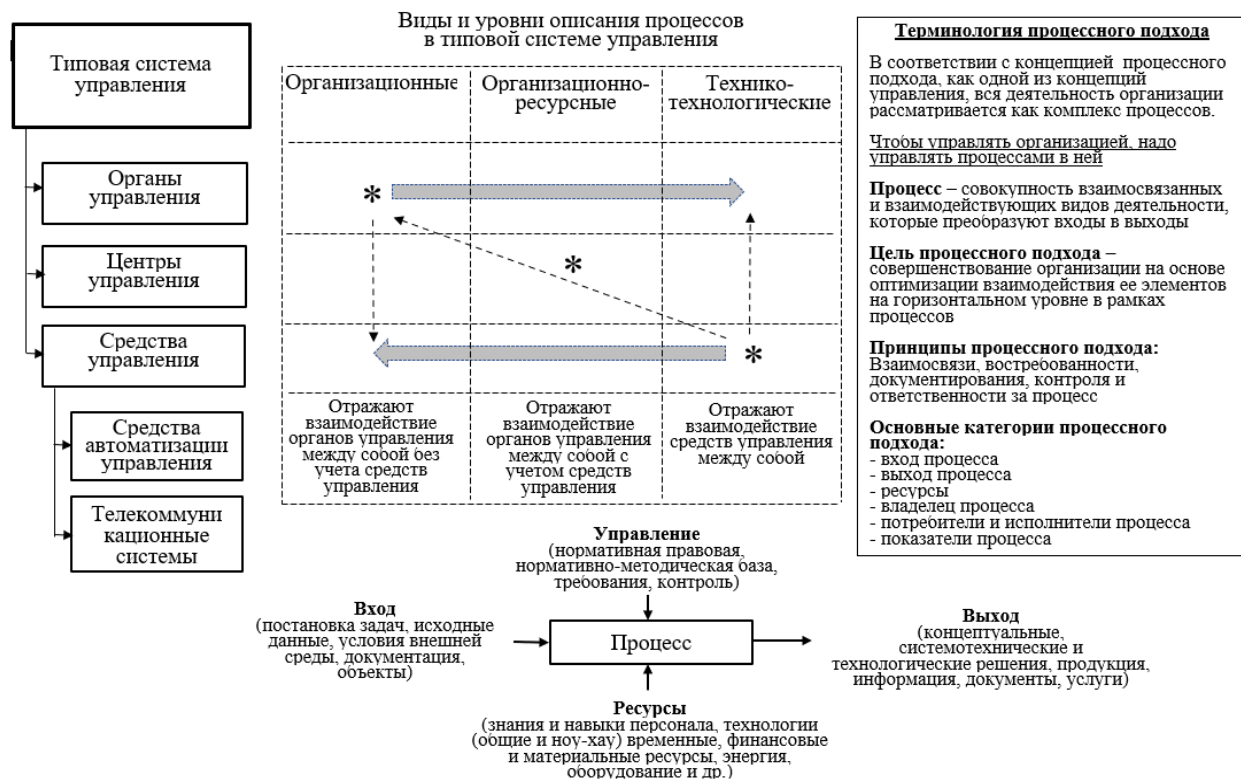 Типовая система
управления
Органы
управления
Центры
управления
Средства
управления
Средства
автоматизации
управления
Телекоммуни
кационные
системы
Виды и уровни описания процессов
в типовой системе управления
Организационные
Организационно-
ресурсные
Технико-
технологические
*
*
*
Отражают
взаимодействие
органов управления
между собой без
учета средств
управления
Отражают
взаимодействие
органов управления
между собой с
учетом средств
управления
Отражают
взаимодействие
средств управления
между собой
Терминология процессного подхода
В соответствии с концепцией процессного
подхода, как одной из концепций
управления, вся деятельность организации
рассматривается как комплекс процессов.
Чтобы управлять организацией, надо
управлять процессами в ней
Процесс – совокупность взаимосвязанных
и взаимодействующих видов деятельности,
которые преобразуют входы в выходы
Цель процессного подхода –
совершенствование организации на основе
оптимизации взаимодействия ее элементов
на горизонтальном уровне в рамках
процессов
Принципы процессного подхода:
Взаимосвязи, востребованности,
документирования, контроля и
ответственности за процесс
Основные категории процессного
подхода:
- вход процесса
- выход процесса
- ресурсы
- владелец процесса
- потребители и исполнители процесса
- показатели процесса
Управление
(нормативная правовая,
нормативно-методическая база,
требования, контроль)
Вход
(постановка задач, исходные
данные, условия внешней
среды, документация,
объекты)
Процесс
Выход
(концептуальные,
системотехнические и
технологические решения, продукция,
информация, документы, услуги)
Ресурсы
(знания и навыки персонала, технологии
(общие и ноу-хау) временные, финансовые
и материальные ресурсы, энергия,
оборудование и др.)